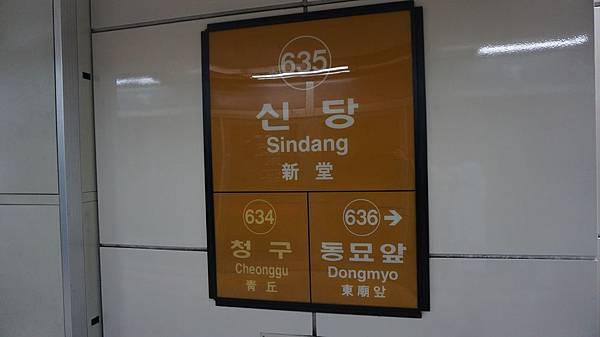 635
신당
Sindang
新堂
634
청구
Cheonggu
靑丘
636 →
동묘앞
Dongmyo
東廟앞